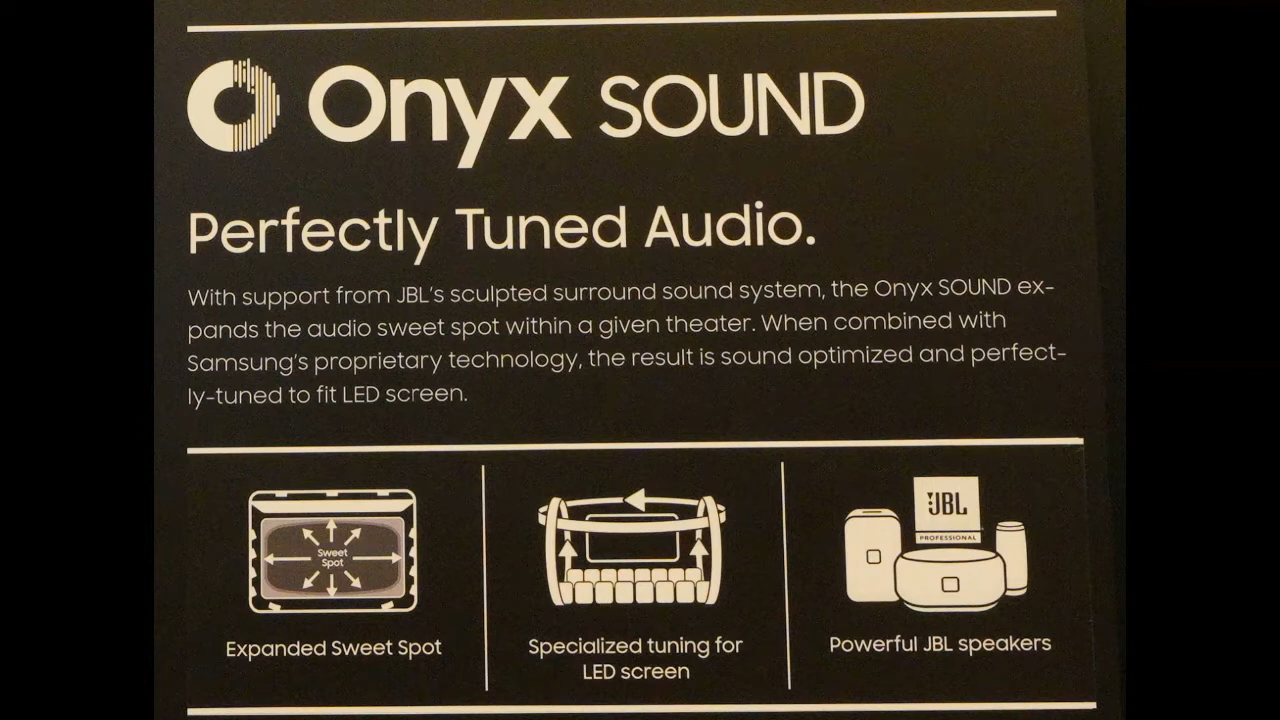 Onyx SOUND
Perfectly Tuned Audio.
With support from JBL's sculpted surround sound system, the Onyx SOUND ex-
pands the audio sweet spot within a given theater. When combined with
Samsung's proprietary technology, the result is sound optimized and perfect-
ly-tuned to fit LED screen.
Sweet
Spot
Expanded Sweet Spot
Specialized tuning for
LED screen
JBL
PROFESSIONAL
Powerful JBL speakers